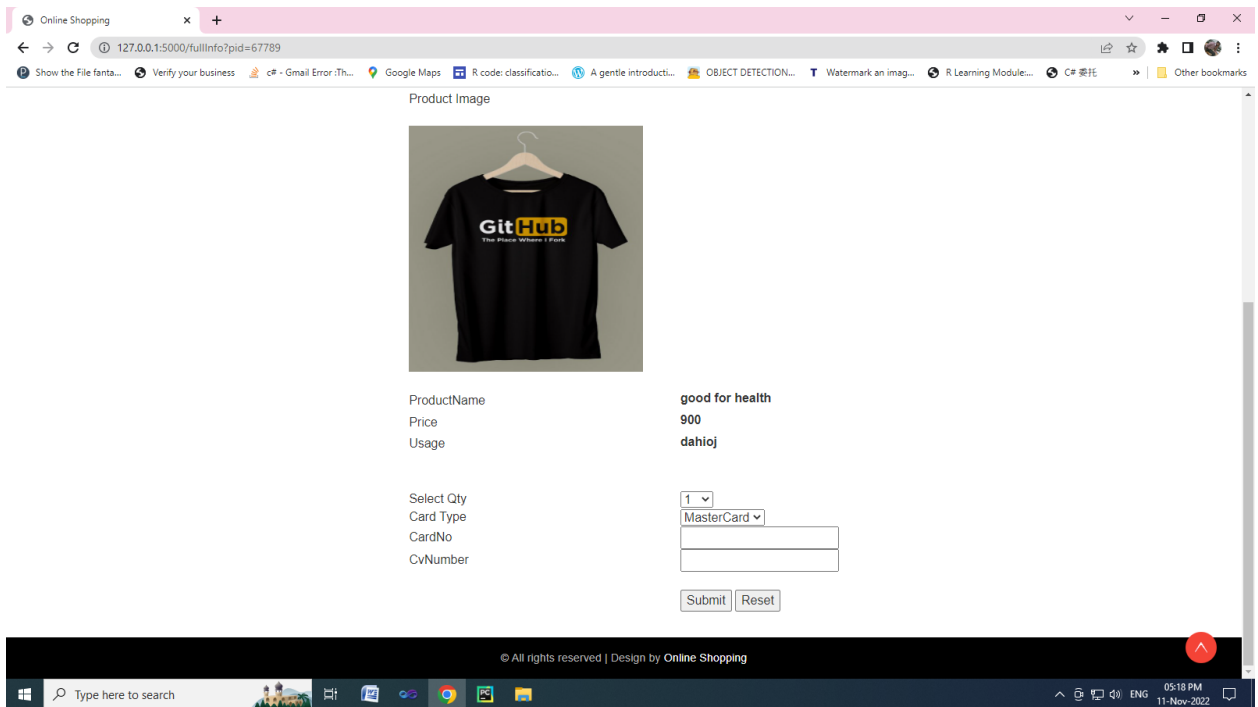 Online Shopping
127.0.0.1:5000/fullInfo?pid=67789
Show the File fanta... Verify your business c# - Gmail Error :Th... Google Maps R code: classificatio... A gentle introducti... OBJECT DETECTION... T Watermark an imag... R Learning Module:... C# 委托 » Other bookmarks
Product Image
GitHub
The Place Where I Fork
ProductName good for health
Price 900
Usage dahioj
Select Qty 1
Card Type MasterCard
CardNo
CvNumber
Submit Reset
© All rights reserved | Design by Online Shopping
Type here to search
PC
ENG
05:18 PM
11-Nov-2022